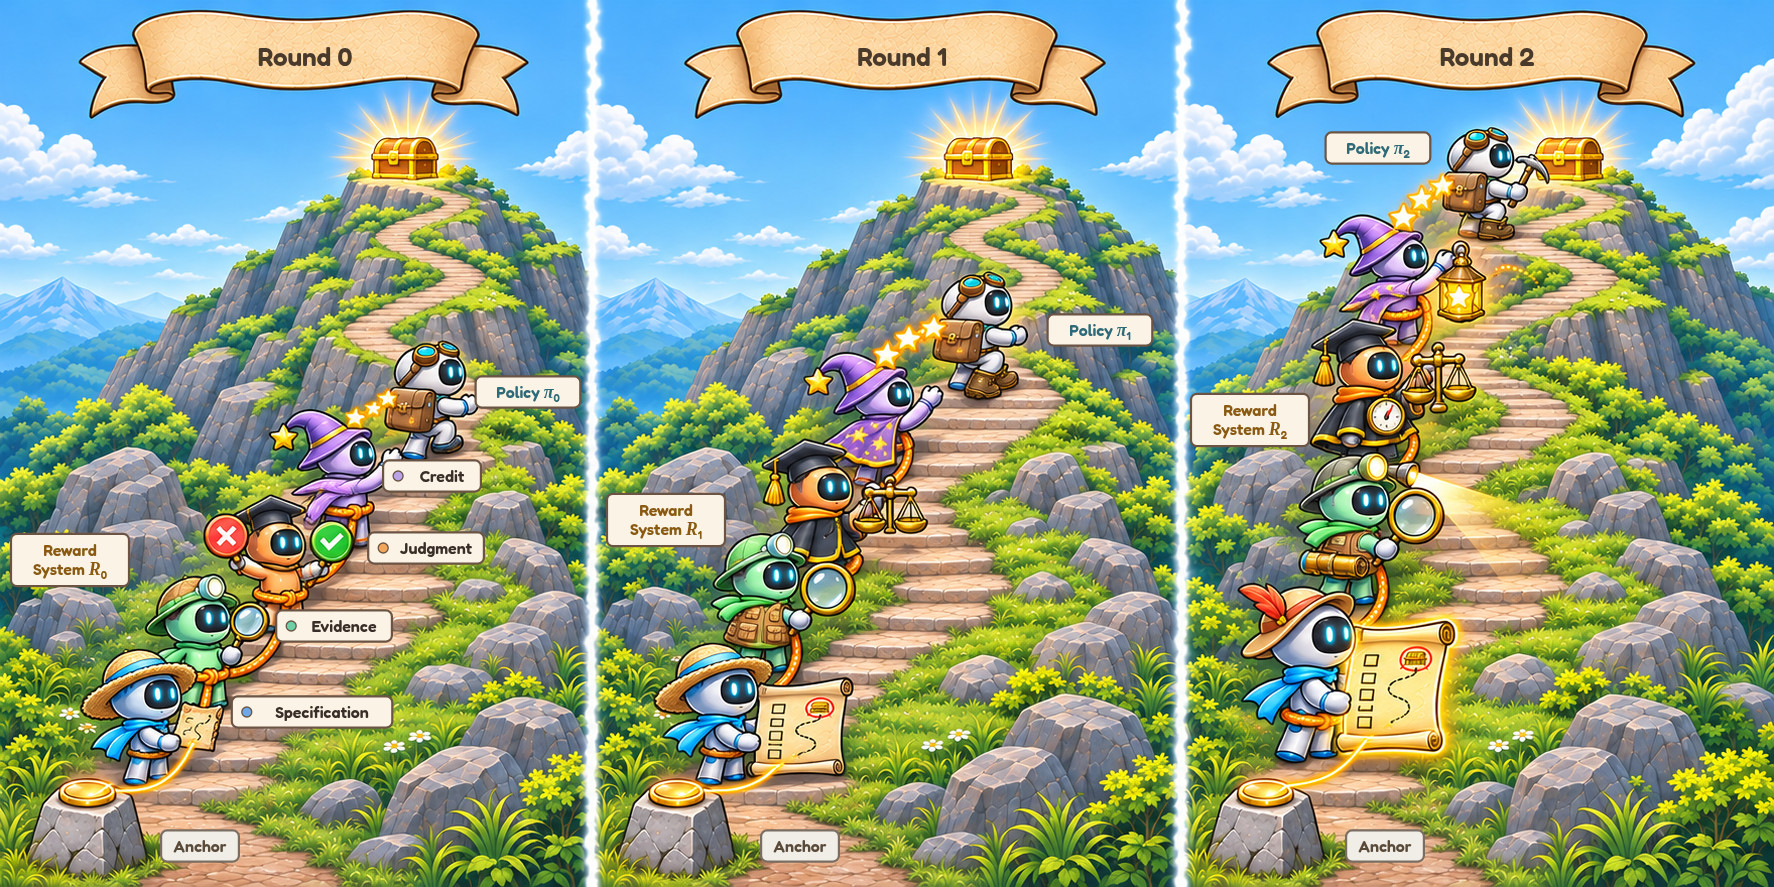 Round 0
Policy π₀
Credit
Judgment
Reward
System R₀
Evidence
Specification
Anchor
Round 1
Policy π₁
Reward
System R₁
Anchor
Round 2
Policy π₂
Reward
System R₂
Anchor